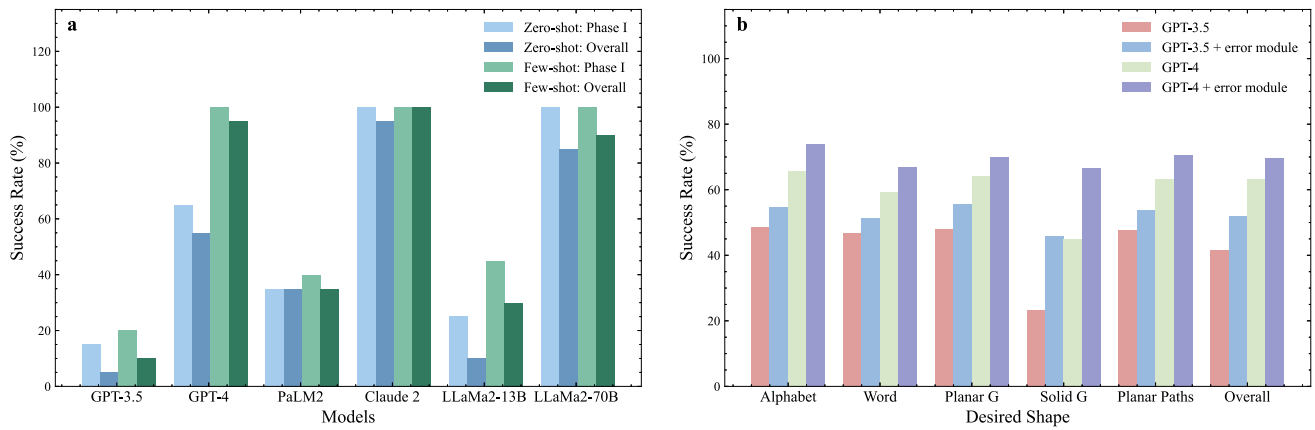 a
Zero-shot: Phase I
Zero-shot: Overall
Few-shot: Phase I
Few-shot: Overall
Success Rate (%)
120
100
80
60
40
20
0
GPT-3.5 GPT-4 PaLM2 Claude 2 LLaMa2-13B LLaMa2-70B
Models
b
GPT-3.5
GPT-3.5 + error module
GPT-4
GPT-4 + error module
Success Rate (%)
100
80
60
40
20
0
Alphabet Word Planar G Solid G Planar Paths Overall
Desired Shape